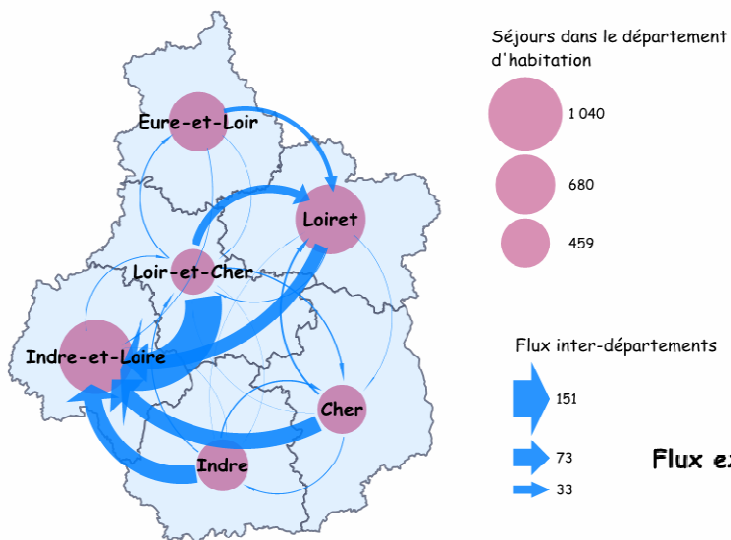 Séjours dans le département
d'habitation
1 040
680
459
Eure-et-Loir
Loiret
Loir-et-Cher
Indre-et-Loire
Cher
Indre
Flux inter-départements
151
73
33
Flux